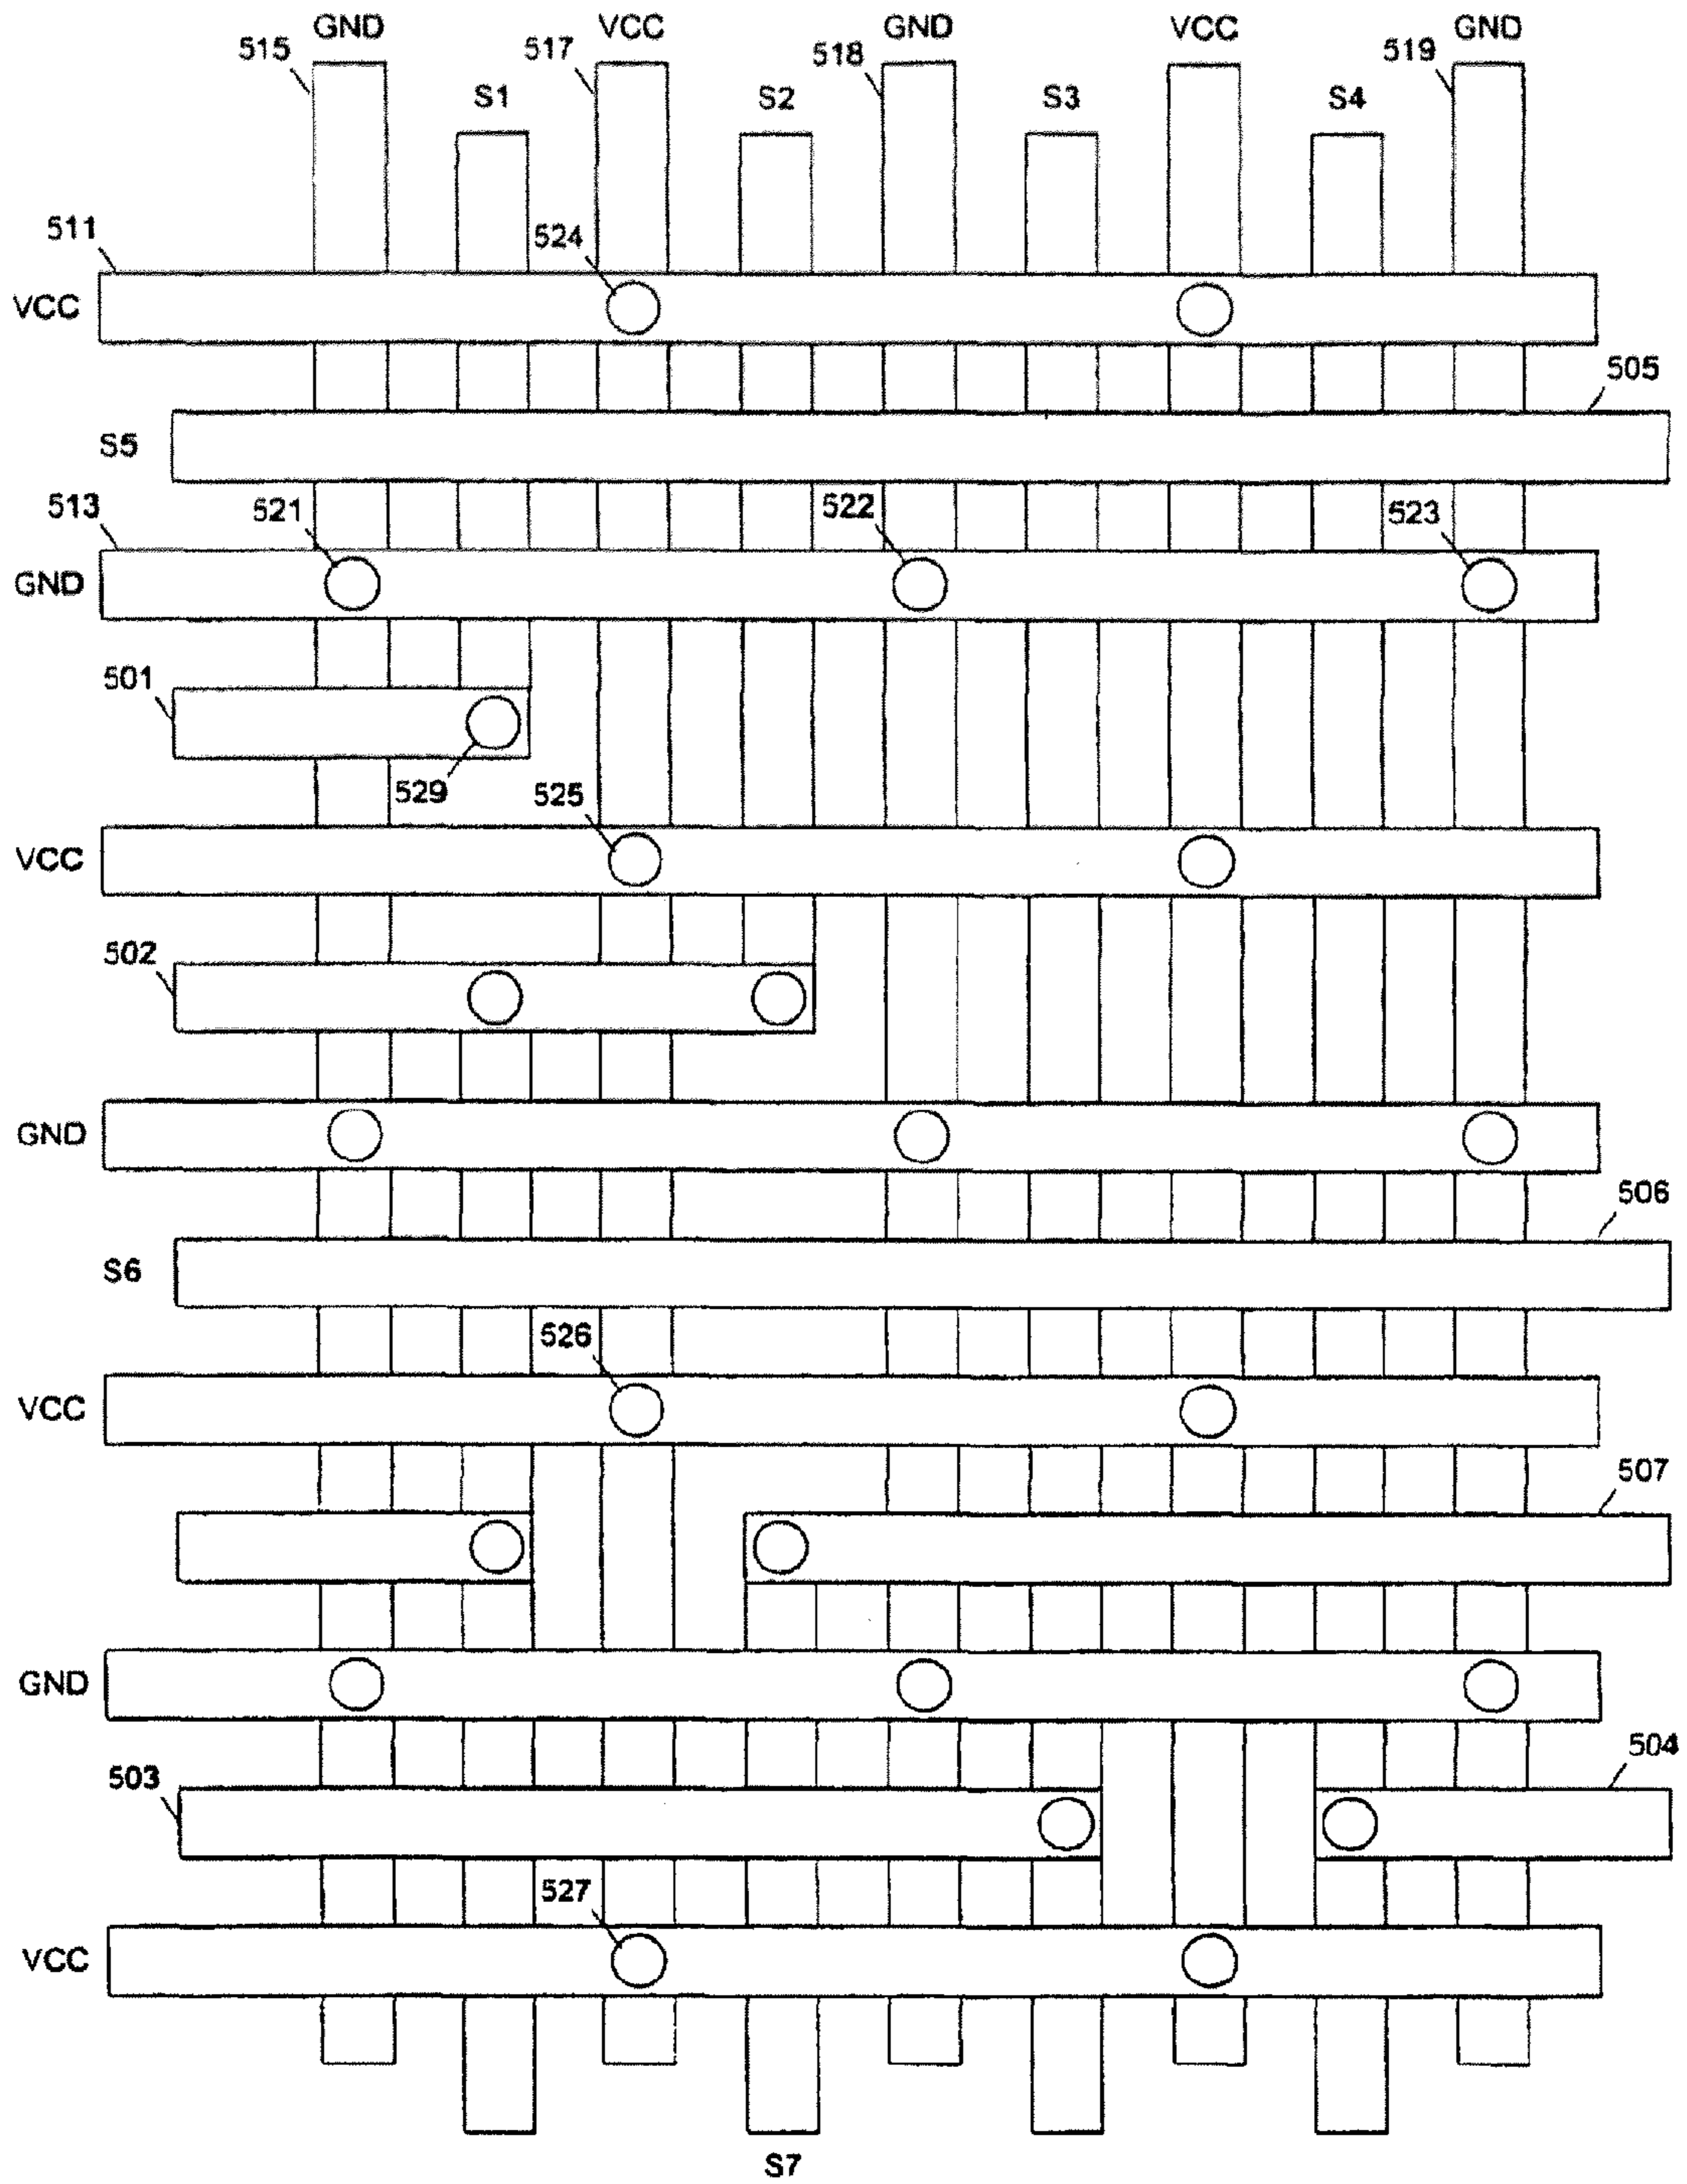 GND VCC GND VCC GND
515 517 518 519
S1 S2 S3 S4
511 524
VCC
505
S5
513 521 522 523
GND
501
529 525
VCC
502
GND
506
S6
526
VCC
507
GND
504
503
527
VCC
S7